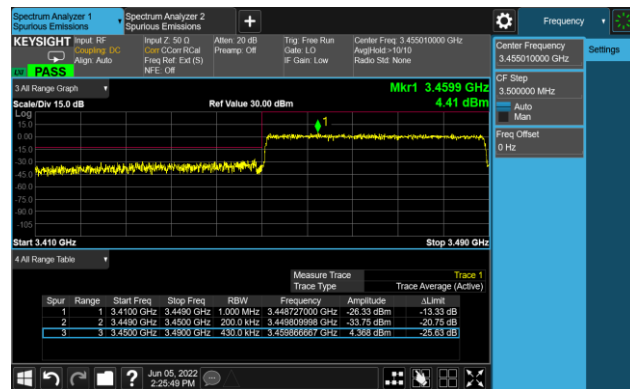 Spectrum Analyzer 1
Spurious Emissions
Spectrum Analyzer 2
Spurious Emissions
Frequency
KEYSIGHT
Input: RF
Coupling: DC
Align: Auto
Input Z: 50 Ω
Corr CCorr RCal
Freq Ref: Ext (S)
NFE: Off
Atten: 20 dB
Preamp: Off
Trig: Free Run
Gate: LO
IF Gain: Low
Center Freq: 3.455010000 GHz
Avg|Hold:>10/10
Radio Std: None
PASS
Center Frequency
3.455010000 GHz
Settings
CF Step
3.500000 MHz
Auto
Man
Freq Offset
0 Hz
3 All Range Graph
Mkr1 3.4599 GHz
Scale/Div 15.0 dB
Ref Value 30.00 dBm
4.41 dBm
Log
15.0
0.00
-15.0
-30.0
-45.0
-60.0
-75.0
-90.0
-105
1
Start 3.410 GHz
Stop 3.490 GHz
4 All Range Table
Measure Trace Trace 1
Trace Type Trace Average (Active)
Spur Range Start Freq Stop Freq RBW Frequency Amplitude ΔLimit
1 1 3.4100 GHz 3.4490 GHz 1.000 MHz 3.448727000 GHz -26.33 dBm -13.33 dB
2 2 3.4490 GHz 3.4500 GHz 200.0 kHz 3.449809998 GHz -33.75 dBm -20.75 dB
3 3 3.4500 GHz 3.4900 GHz 430.0 kHz 3.459866667 GHz 4.368 dBm -25.63 dB
Jun 05, 2022
2:25:49 PM